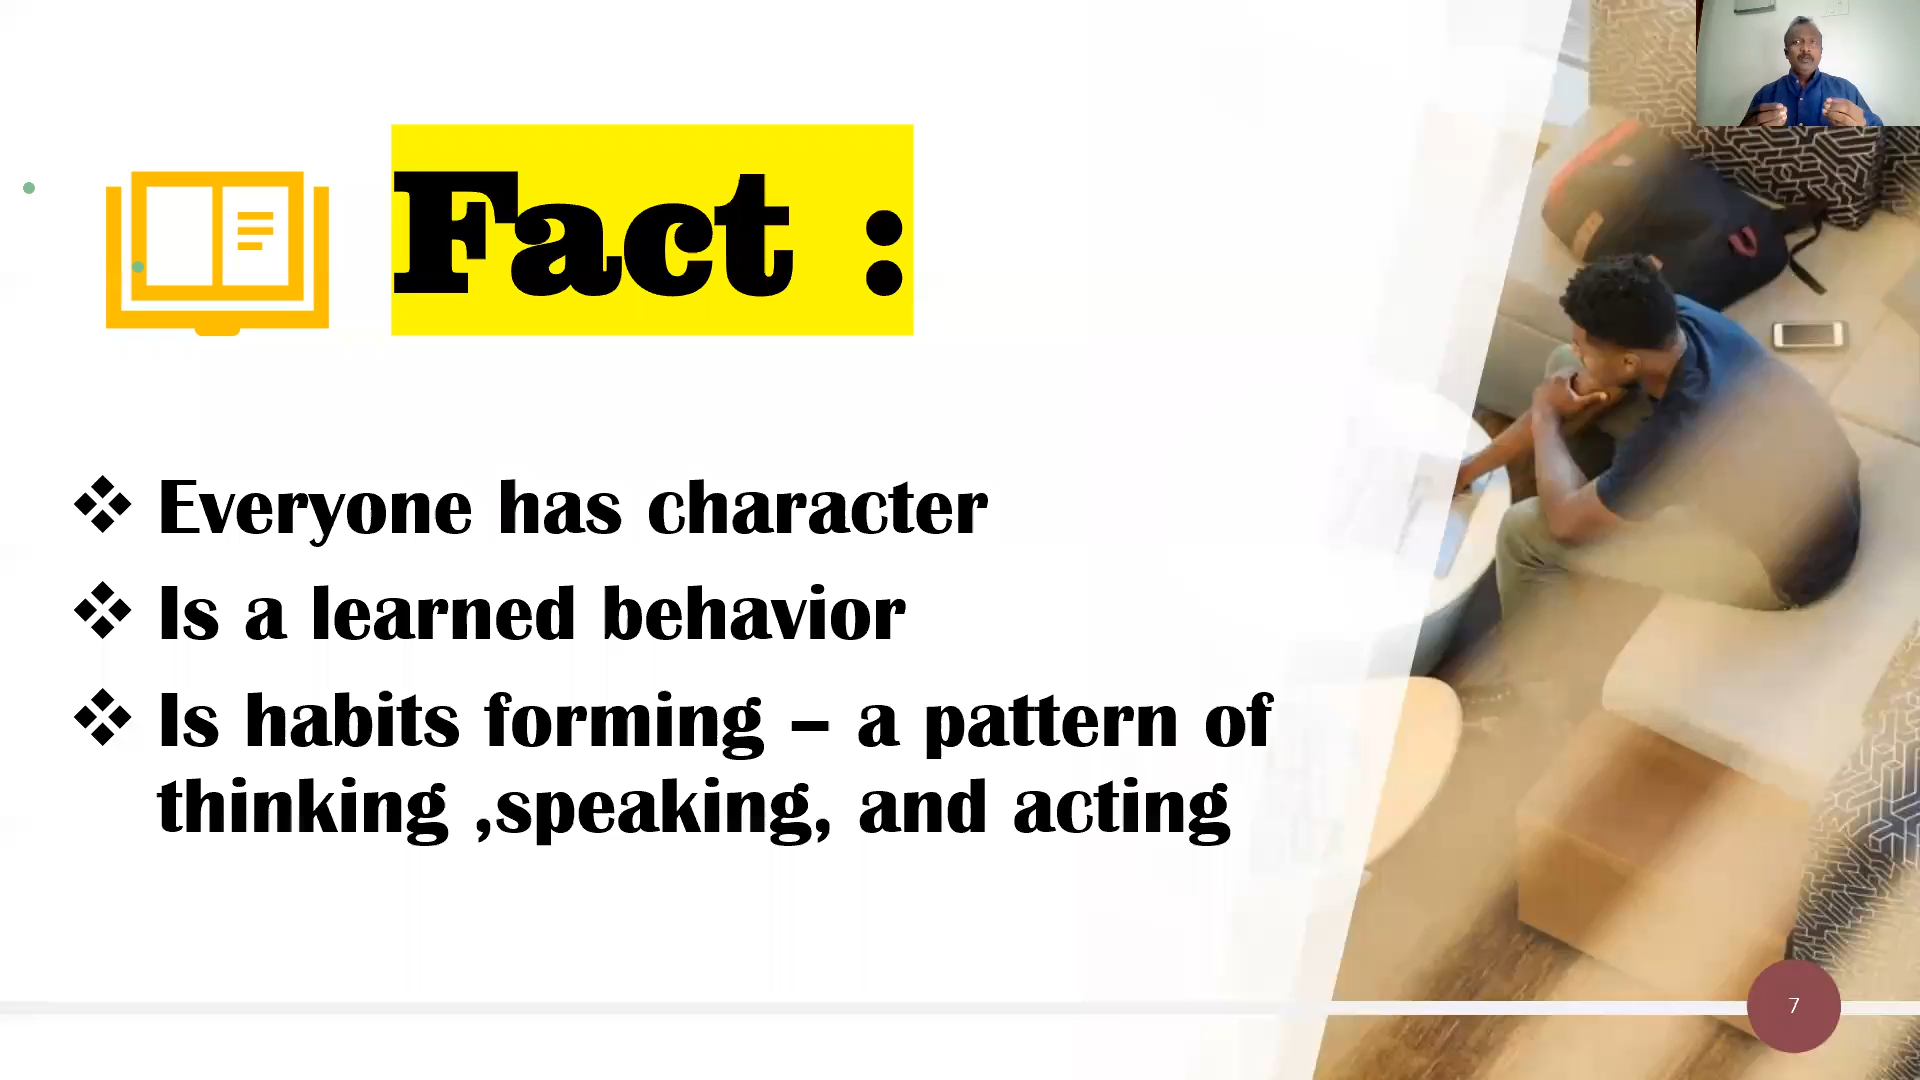 Fact :
❖ Everyone has character
❖ Is a learned behavior
❖ Is habits forming – a pattern of
thinking ,speaking, and acting
7